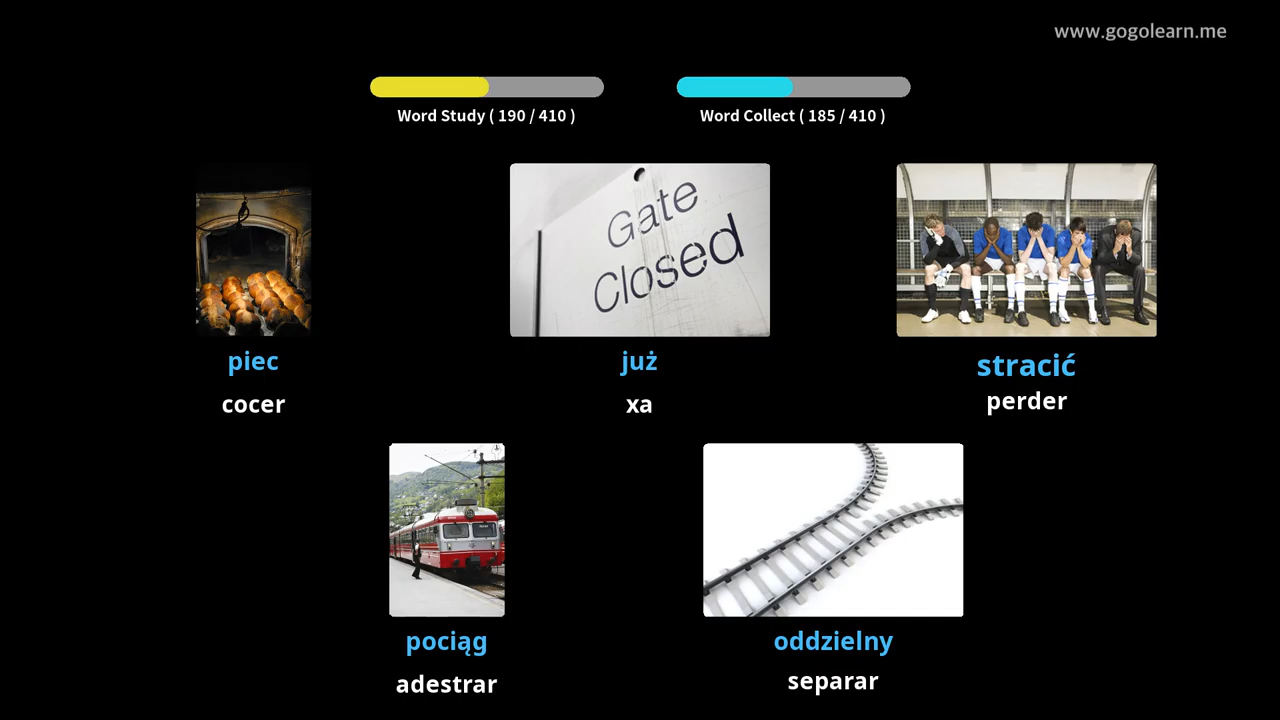 www.gogolearn.me
Word Study ( 190 / 410 )
Word Collect ( 185 / 410 )
Gate
Closed
piec
cocer
już
xa
stracić
perder
pociąg
adestrar
oddzielny
separar